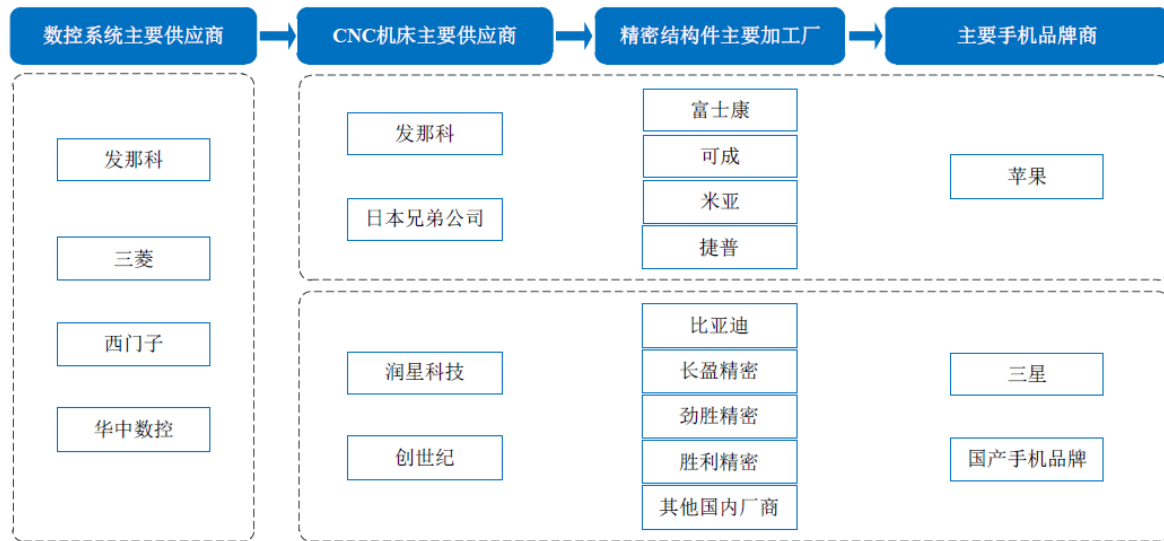 数控系统主要供应商
CNC机床主要供应商
精密结构件主要加工厂
主要手机品牌商
发那科
三菱
西门子
华中数控
发那科
日本兄弟公司
富士康
可成
米亚
捷普
苹果
润星科技
创世纪
比亚迪
长盈精密
劲胜精密
胜利精密
其他国内厂商
三星
国产手机品牌